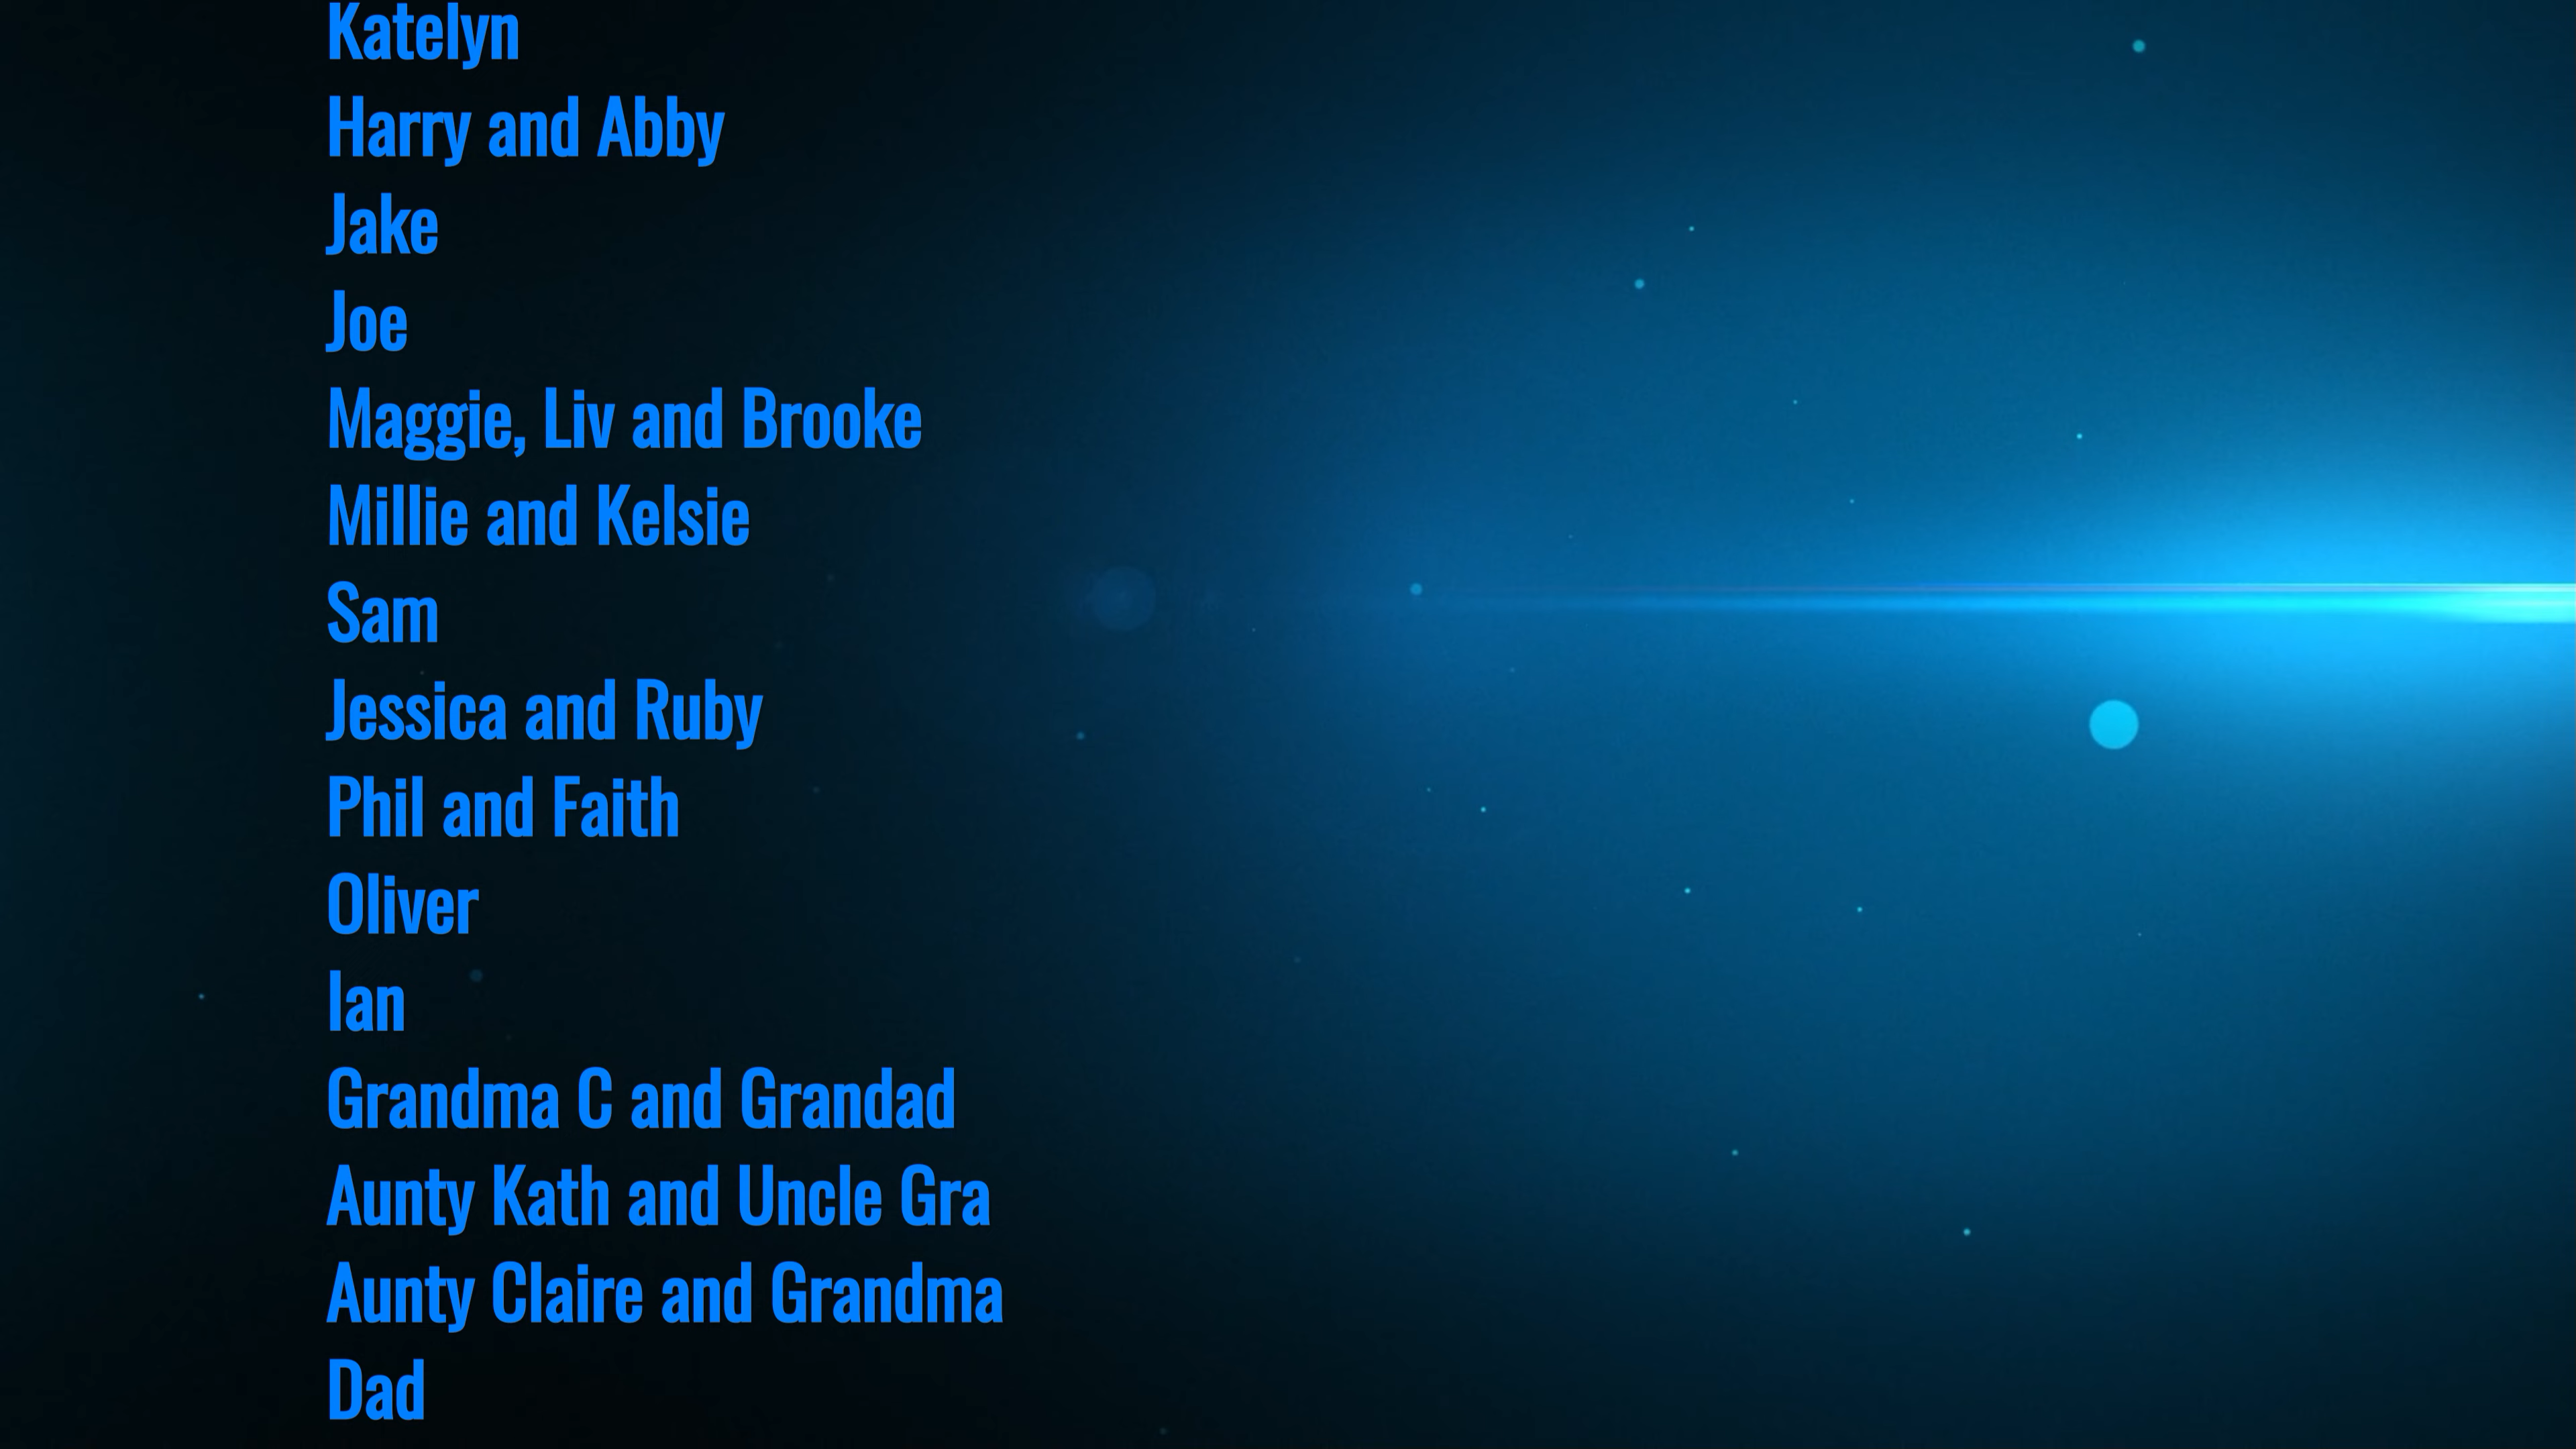 Katelyn
Harry and Abby
Jake
Joe
Maggie, Liv and Brooke
Millie and Kelsie
Sam
Jessica and Ruby
Phil and Faith
Oliver
Ian
Grandma C and Grandad
Aunty Kath and Uncle Gra
Aunty Claire and Grandma
Dad